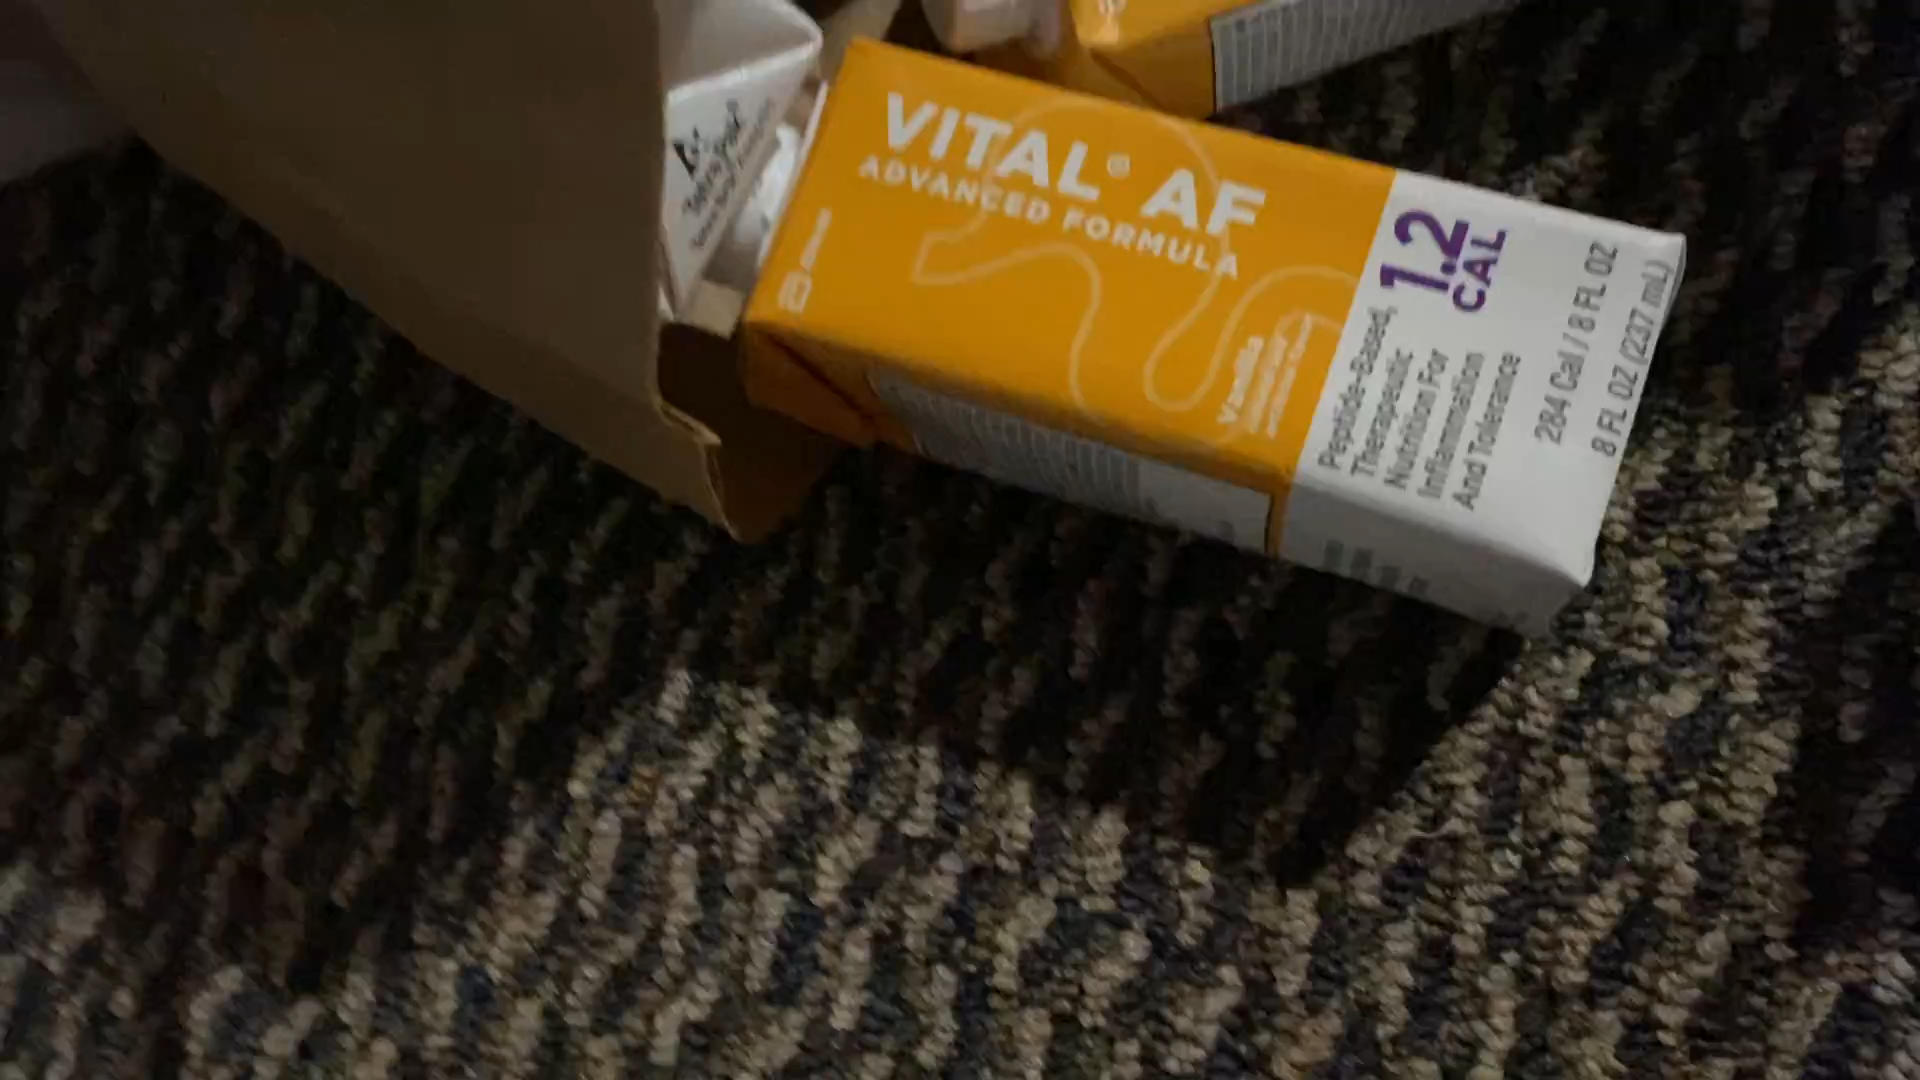 VITAL® AF
ADVANCED FORMULA
Vanilla
1.2
CAL
Peptide-Based,
Therapeutic
Nutrition For
Inflammation
And Tolerance
284 Cal / 8 FL OZ
8 FL OZ (237 mL)